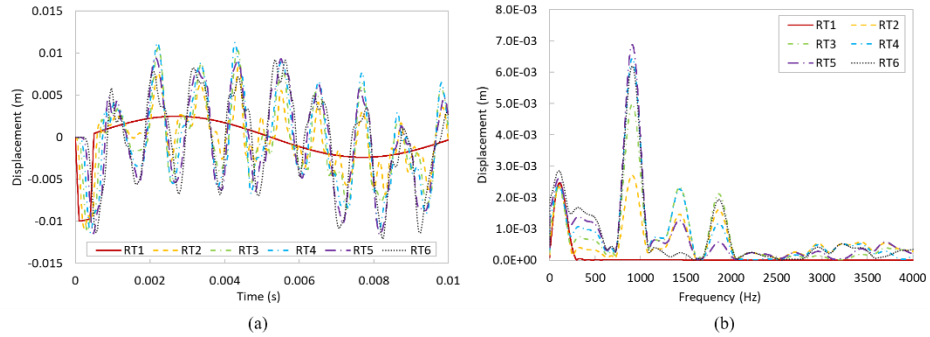 0.015
0.01
0.005
0
-0.005
-0.01
-0.015
Displacement (m)
RT1 RT2 RT3 RT4 RT5 RT6
0 0.002 0.004 0.006 0.008 0.01
Time (s)
(a)
8.0E-03
7.0E-03
6.0E-03
5.0E-03
4.0E-03
3.0E-03
2.0E-03
1.0E-03
0.0E+00
Displacement (m)
RT1 RT2
RT3 RT4
RT5 RT6
0 500 1000 1500 2000 2500 3000 3500 4000
Frequency (Hz)
(b)